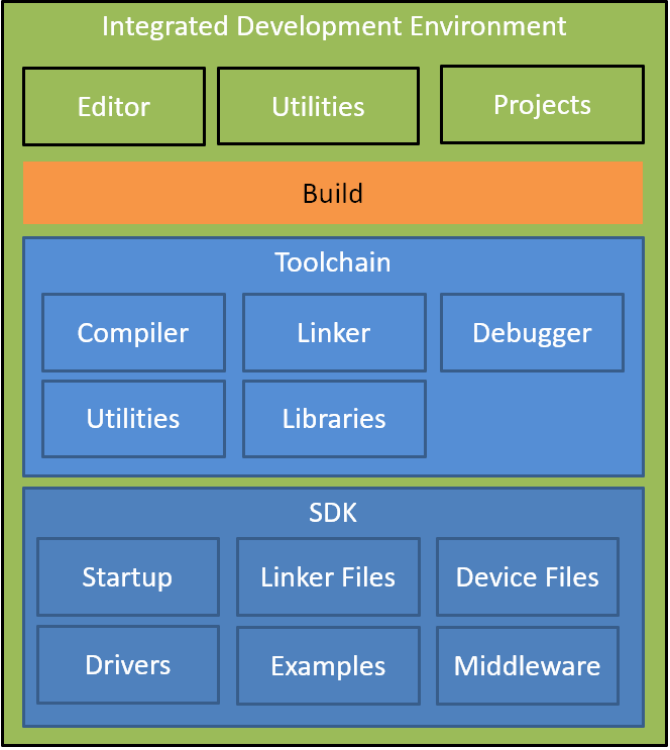 Integrated Development Environment
Editor
Utilities
Projects
Build
Toolchain
Compiler
Linker
Debugger
Utilities
Libraries
SDK
Startup
Linker Files
Device Files
Drivers
Examples
Middleware